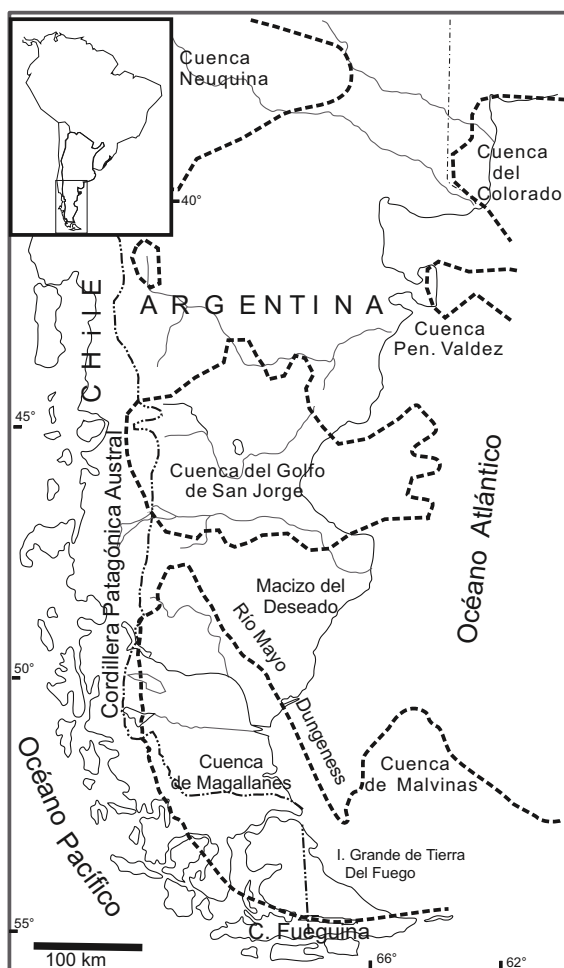 Cuenca
Neuquina
Cuenca
del
Colorado
40°
CHilE
ARGENTINA
Cuenca
Pen. Valdez
45°
Cuenca del Golfo
de San Jorge
Cordillera Patagónica Austral
Océano Atlántico
Macizo del
Deseado
Río Mayo
Dungeness
50°
Cuenca
de Magallanes
Cuenca
de Malvinas
Océano Pacífico
I. Grande de Tierra
Del Fuego
55°
C. Fueguina
100 km
66°
62°